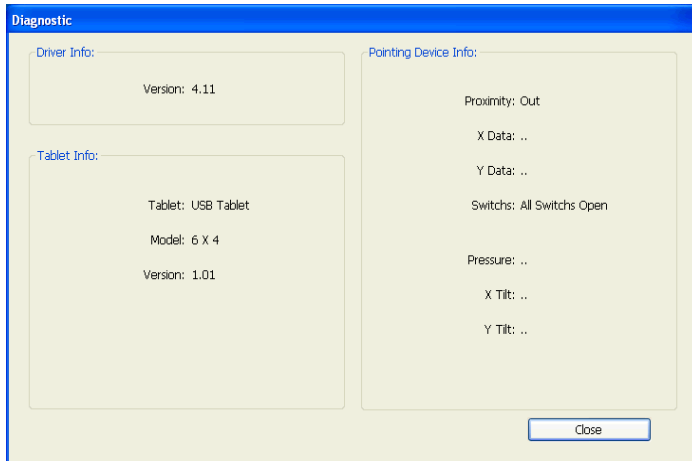 Diagnostic
Driver Info:
Version: 4.11
Tablet Info:
Tablet: USB Tablet
Model: 6 X 4
Version: 1.01
Pointing Device Info:
Proximity: Out
X Data: ..
Y Data: ..
Switchs: All Switchs Open
Pressure: ..
X Tilt: ..
Y Tilt: ..
Close